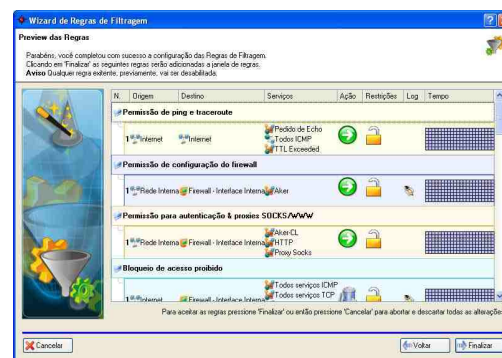 Wizard de Regras de Filtragem
Preview das Regras
Parabéns, você completou com sucesso a configuração das Regras de Filtragem.
Clicando em 'Finalizar' as seguintes regras serão adicionadas a janela de regras.
Aviso Qualquer regra exitente, previamente, vai ser desabilitada.
N. Origem Destino Serviços Ação Restrições Log Tempo
Permissão de ping e traceroute
Pedido de Echo
1 Internet Internet Todos ICMP
TTL Exceeded
Permissão de configuração do firewall
1 Rede Interna Firewall - Interface Interna Aker
Permissão para autenticação & proxies SOCKS/WWW
Aker-CL
1 Rede Interna Firewall - Interface Interna HTTP
Proxy Socks
Bloqueio de acesso proibido
Todos serviços ICMP
Todos serviços TCP
1 Internet Firewall - Interface Interna
Para aceitar as regras pressione 'Finalizar' ou então pressione 'Cancelar' para abortar e descartar todas as alterações
Cancelar Voltar Finalizar